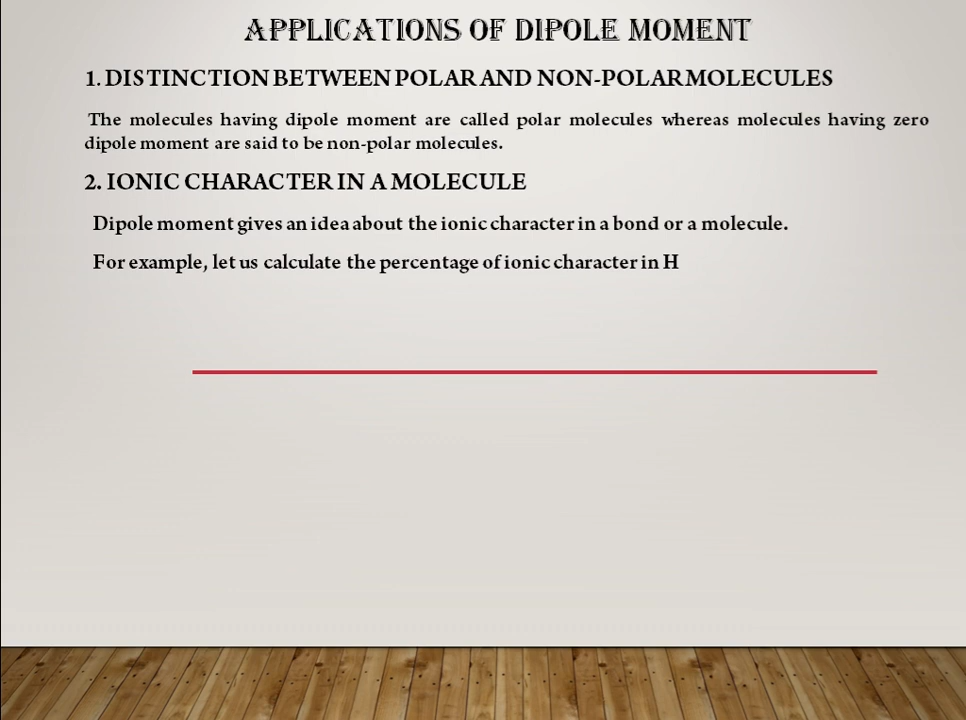 APPLICATIONS OF DIPOLE MOMENT
1. DISTINCTION BETWEEN POLAR AND NON-POLAR MOLECULES
The molecules having dipole moment are called polar molecules whereas molecules having zero
dipole moment are said to be non-polar molecules.
2. IONIC CHARACTER IN A MOLECULE
Dipole moment gives an idea about the ionic character in a bond or a molecule.
For example, let us calculate the percentage of ionic character in H